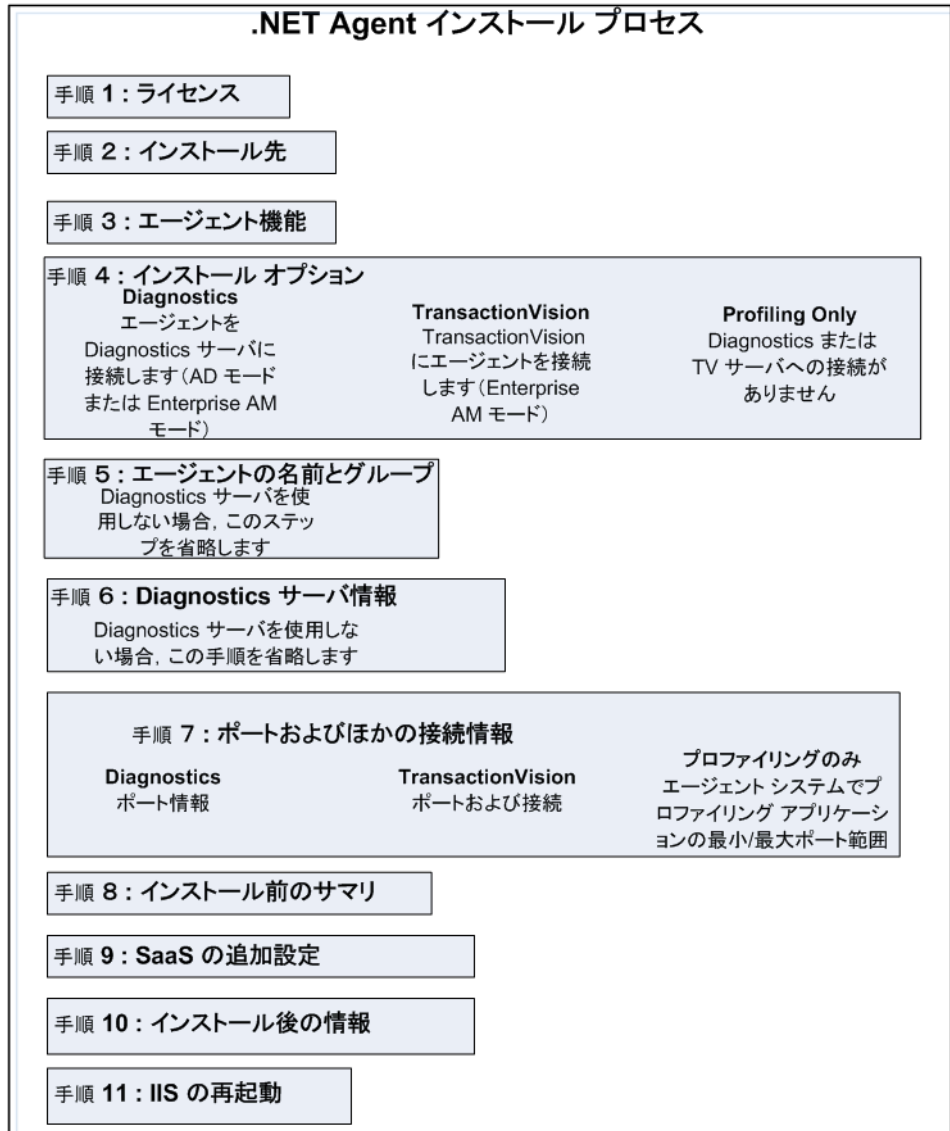 .NET Agent インストール プロセス
手順 1 : ライセンス
手順 2 : インストール先
手順 3 : エージェント機能
手順 4 : インストール オプション
Diagnostics
エージェントを
Diagnostics サーバに
接続します（AD モード
または Enterprise AM
モード）
TransactionVision
TransactionVision
にエージェントを接続
します（Enterprise
AM モード）
Profiling Only
Diagnostics または
TV サーバへの接続が
ありません
手順 5 : エージェントの名前とグループ
Diagnostics サーバを使
用しない場合, このステッ
プを省略します
手順 6 : Diagnostics サーバ情報
Diagnostics サーバを使用しな
い場合, この手順を省略します
手順 7 : ポートおよびほかの接続情報
Diagnostics
ポート情報
TransactionVision
ポートおよび接続
プロファイリングのみ
エージェント システムでプ
ロファイリング アプリケーシ
ョンの最小/最大ポート範囲
手順 8 : インストール前のサマリ
手順 9 : SaaS の追加設定
手順 10 : インストール後の情報
手順 11 : IIS の再起動